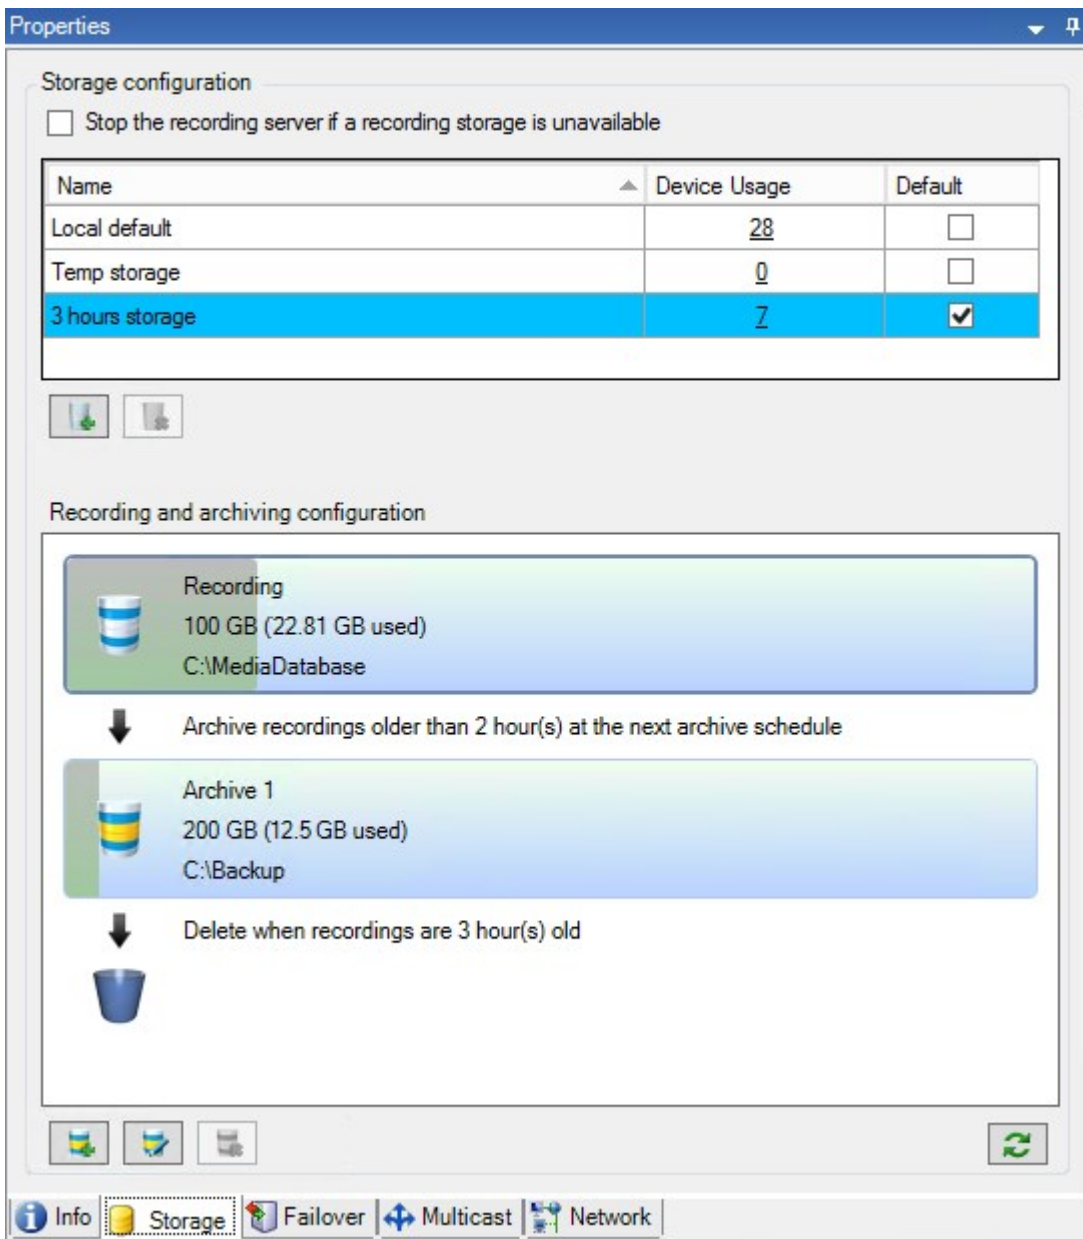 Properties
Storage configuration
Stop the recording server if a recording storage is unavailable
Name Device Usage Default
Local default 28
Temp storage 0
3 hours storage 7
Recording and archiving configuration
Recording
100 GB (22.81 GB used)
C:\MediaDatabase
Archive recordings older than 2 hour(s) at the next archive schedule
Archive 1
200 GB (12.5 GB used)
C:\Backup
Delete when recordings are 3 hour(s) old
Info Storage Failover Multicast Network